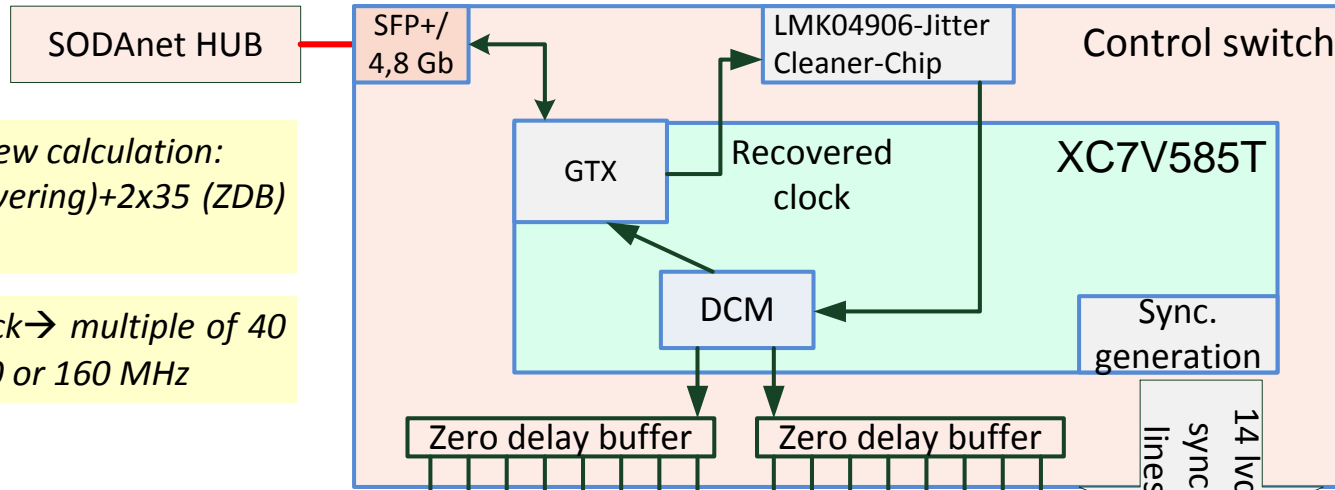 SODAnet HUB
SFP+/
4,8 Gb
LMK04906-Jitter
Cleaner-Chip
Control switch
ew calculation:
vering)+2x35 (ZDB)
GTX
Recovered
clock
XC7V585T
ck→ multiple of 40
0 or 160 MHz
DCM
Sync.
generation
Zero delay buffer
Zero delay buffer
14 lvd
sync
lines